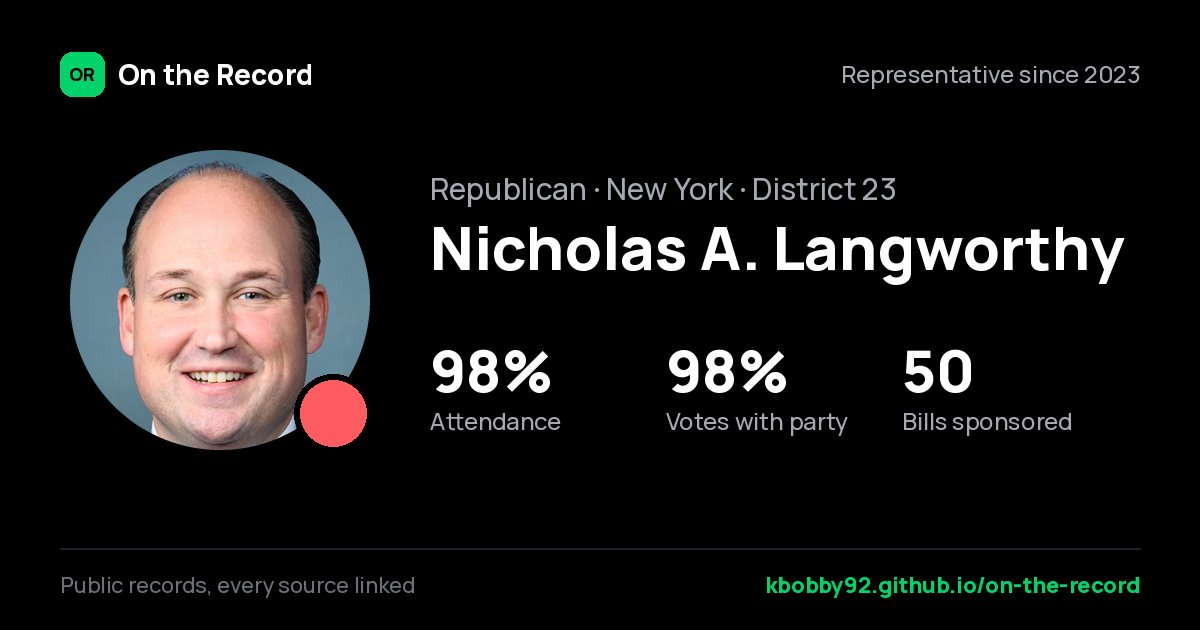 OR On the Record
Representative since 2023
Republican · New York · District 23
Nicholas A. Langworthy
98% 98% 50
Attendance Votes with party Bills sponsored
Public records, every source linked
kbobby92.github.io/on-the-record